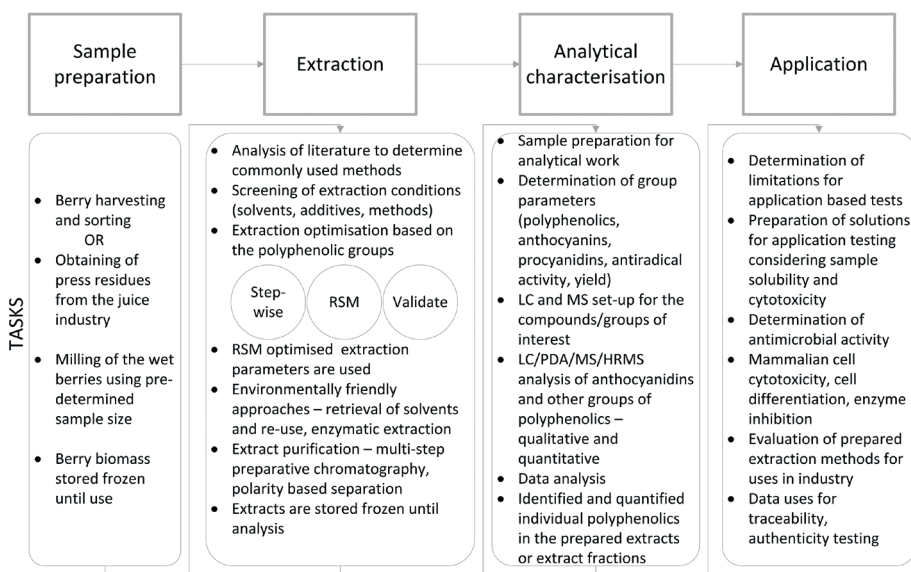 Sample
preparation
Extraction
Analytical
characterisation
Application
TASKS
• Berry harvesting
and sorting
OR
• Obtaining of
press residues
from the juice
industry
• Milling of the wet
berries using pre-
determined
sample size
• Berry biomass
stored frozen
until use
• Analysis of literature to determine
commonly used methods
• Screening of extraction conditions
(solvents, additives, methods)
• Extraction optimisation based on
the polyphenolic groups
Step-
wise
RSM
Validate
• RSM optimised extraction
parameters are used
• Environmentally friendly
approaches – retrieval of solvents
and re-use, enzymatic extraction
• Extract purification – multi-step
preparative chromatography,
polarity based separation
• Extracts are stored frozen until
analysis
• Sample preparation for
analytical work
• Determination of group
parameters
(polyphenolics,
anthocyanins,
procyanidins, antiradical
activity, yield)
• LC and MS set-up for the
compounds/groups of
interest
• LC/PDA/MS/HRMS
analysis of anthocyanidins
and other groups of
polyphenolics –
qualitative and
quantitative
• Data analysis
• Identified and quantified
individual polyphenolics
in the prepared extracts
or extract fractions
• Determination of
limitations for
application based tests
• Preparation of solutions
for application testing
considering sample
solubility and
cytotoxicity
• Determination of
antimicrobial activity
• Mammalian cell
cytotoxicity, cell
differentiation, enzyme
inhibition
• Evaluation of prepared
extraction methods for
uses in industry
• Data uses for
traceability,
authenticity testing